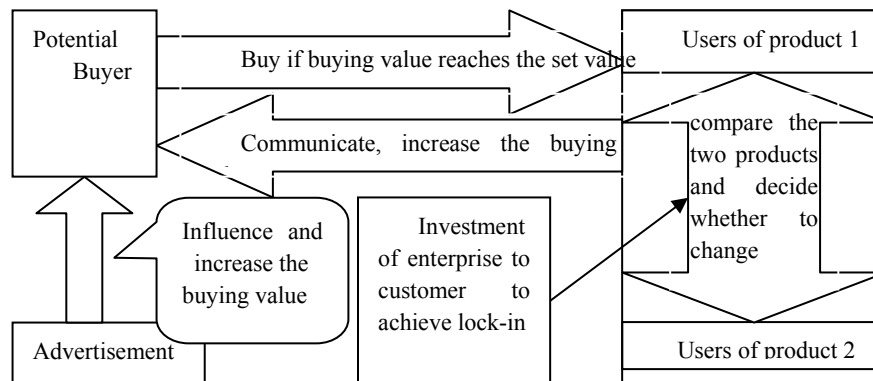 Potential
Buyer
Buy if buying value reaches the set value
Users of product 1
Communicate, increase the buying
compare the
two products
and decide
whether to
change
Influence and
increase the
buying value
Investment
of enterprise to
customer to
achieve lock-in
Advertisement
Users of product 2